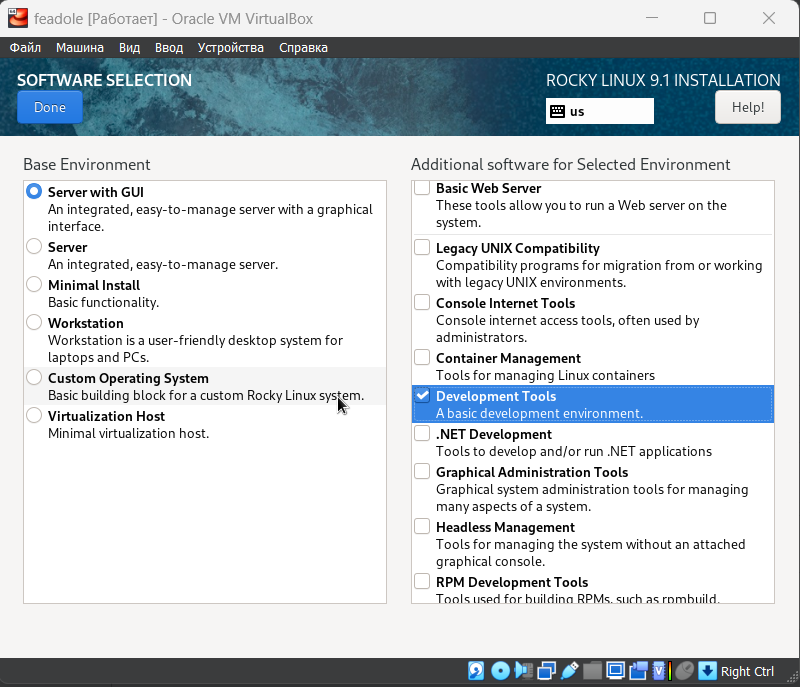 feadole [Работает] - Oracle VM VirtualBox
Файл Машина Вид Ввод Устройства Справка
SOFTWARE SELECTION
Done
ROCKY LINUX 9.1 INSTALLATION
us
Help!
Base Environment
Server with GUI
An integrated, easy-to-manage server with a graphical
interface.
Server
An integrated, easy-to-manage server.
Minimal Install
Basic functionality.
Workstation
Workstation is a user-friendly desktop system for
laptops and PCs.
Custom Operating System
Basic building block for a custom Rocky Linux system.
Virtualization Host
Minimal virtualization host.
Additional software for Selected Environment
Basic Web Server
These tools allow you to run a Web server on the
system.
Legacy UNIX Compatibility
Compatibility programs for migration from or working
with legacy UNIX environments.
Console Internet Tools
Console internet access tools, often used by
administrators.
Container Management
Tools for managing Linux containers
Development Tools
A basic development environment.
.NET Development
Tools to develop and/or run .NET applications
Graphical Administration Tools
Graphical system administration tools for managing
many aspects of a system.
Headless Management
Tools for managing the system without an attached
graphical console.
RPM Development Tools
Tools used for building RPMs, such as rpmbuild.
Right Ctrl